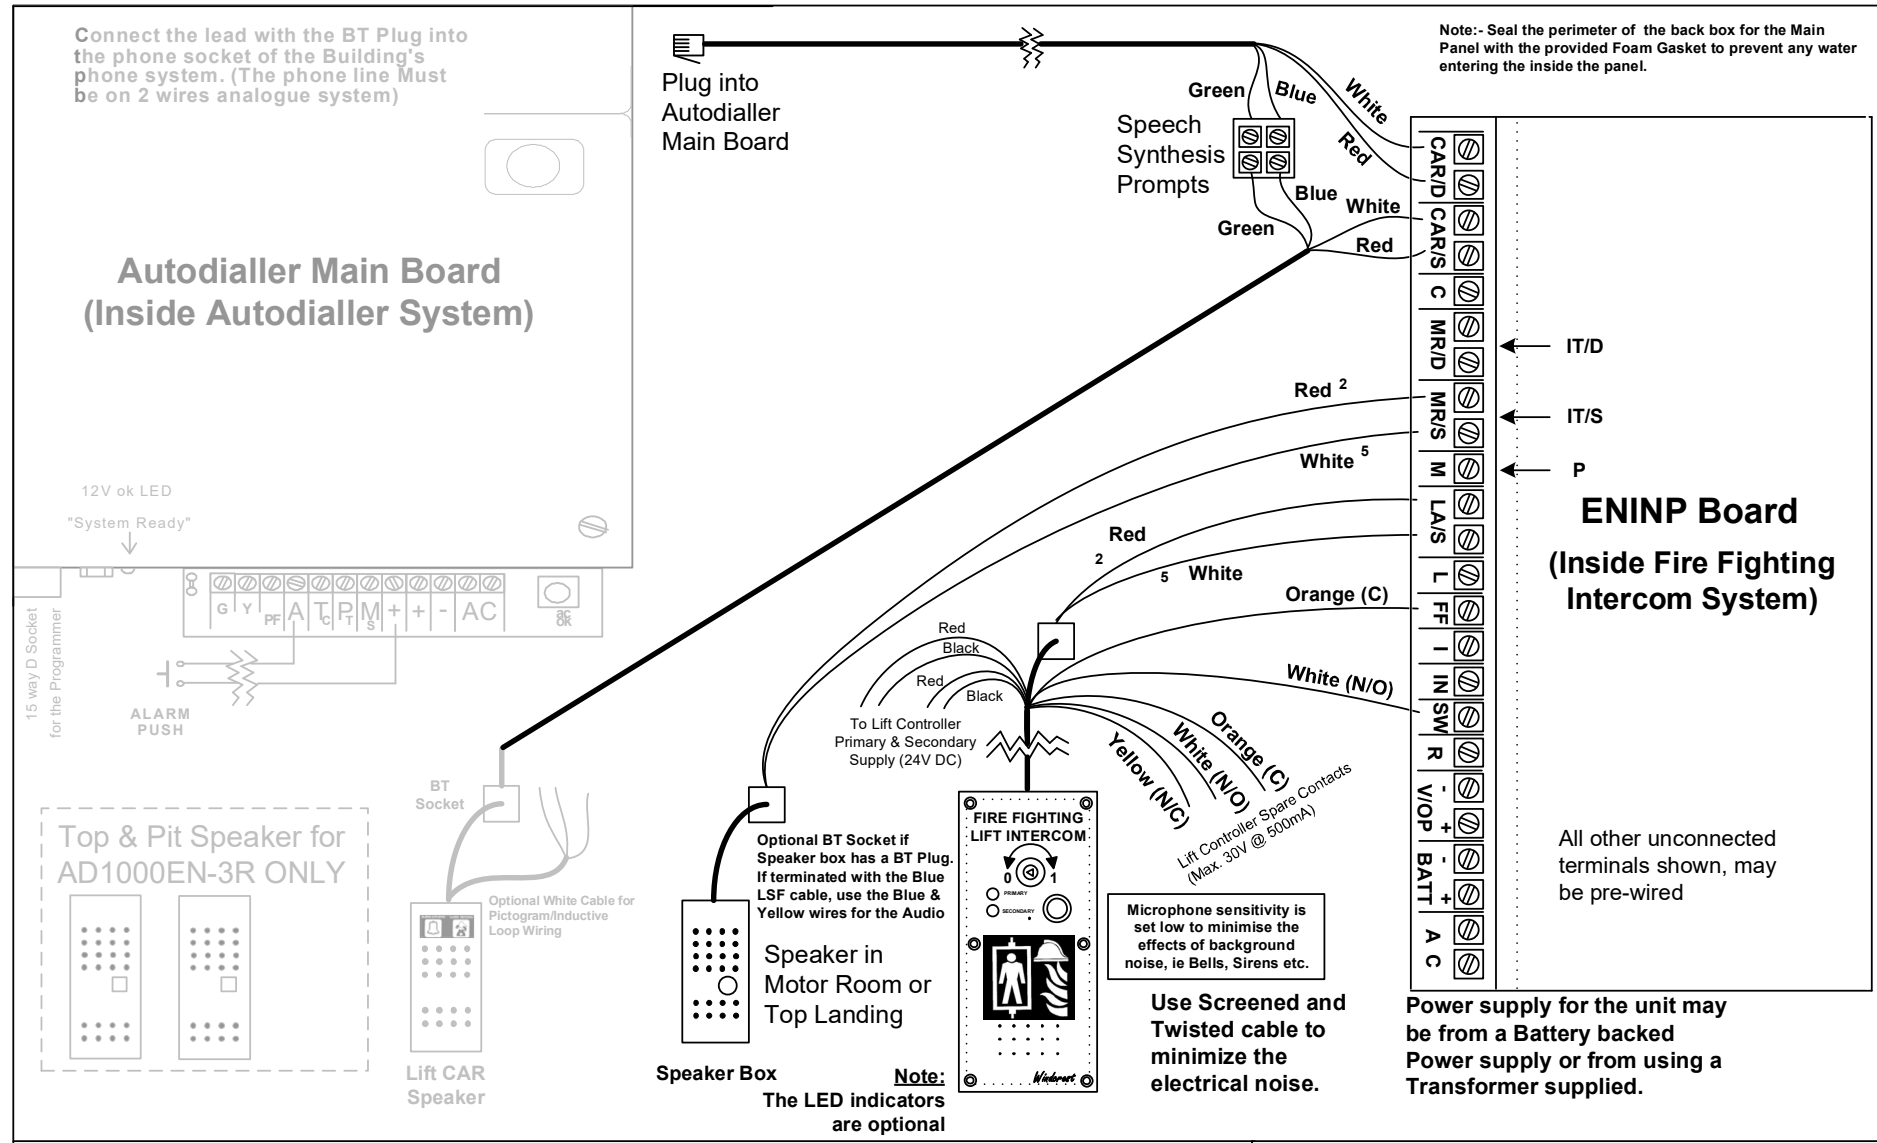 Connect the lead with the BT Plug into
the phone socket of the Building's
phone system. (The phone line Must
be on 2 wires analogue system)
Autodialler Main Board
(Inside Autodialler System)
12V ok LED
"System Ready"
15 way D Socket
for the Programmer
G Y PF A TC PT MS + + - AC
ac
ok
ALARM
PUSH
Top & Pit Speaker for
AD1000EN-3R ONLY
BT
Socket
Optional White Cable for
Pictogram/Inductive
Loop Wiring
Lift CAR
Speaker
Plug into
Autodialler
Main Board
Speech
Synthesis
Prompts
Green
Blue
White
Red
Blue
White
Green
Red
Red 2
White 5
Red
2
5 White
Orange (C)
White (N/O)
Red
Black
Red
Black
To Lift Controller
Primary & Secondary
Supply (24V DC)
Yellow (N/C)
White (N/O)
Orange (C)
Lift Controller Spare Contacts
(Max. 30V @ 500mA)
Optional BT Socket if
Speaker box has a BT Plug.
If terminated with the Blue
LSF cable, use the Blue &
Yellow wires for the Audio
Speaker in
Motor Room or
Top Landing
Speaker Box
Note:
The LED indicators
are optional
FIRE FIGHTING
LIFT INTERCOM
0 1
PRIMARY
SECONDARY
Windcrest
Microphone sensitivity is
set low to minimise the
effects of background
noise, ie Bells, Sirens etc.
Use Screened and
Twisted cable to
minimize the
electrical noise.
Note:- Seal the perimeter of the back box for the Main
Panel with the provided Foam Gasket to prevent any water
entering the inside the panel.
CAR/D
CAR/S
C
MR/D
MR/S
M
LA/S
L
FF
I
IN
SW
R
- V/OP +
- BATT +
A C
IT/D
IT/S
P
ENINP Board
(Inside Fire Fighting
Intercom System)
All other unconnected
terminals shown, may
be pre-wired
Power supply for the unit may
be from a Battery backed
Power supply or from using a
Transformer supplied.